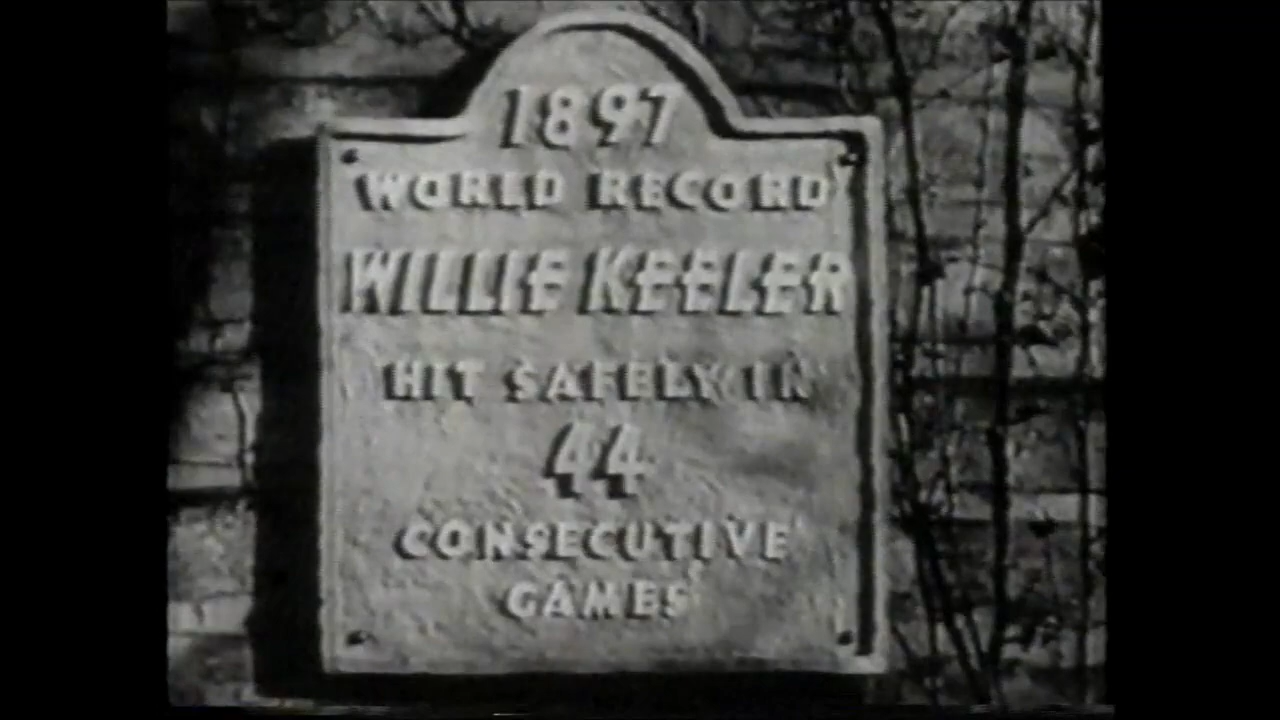 1897
WORLD RECORD
WILLIE KEELER
HIT SAFELY IN
44
CONSECUTIVE
GAMES